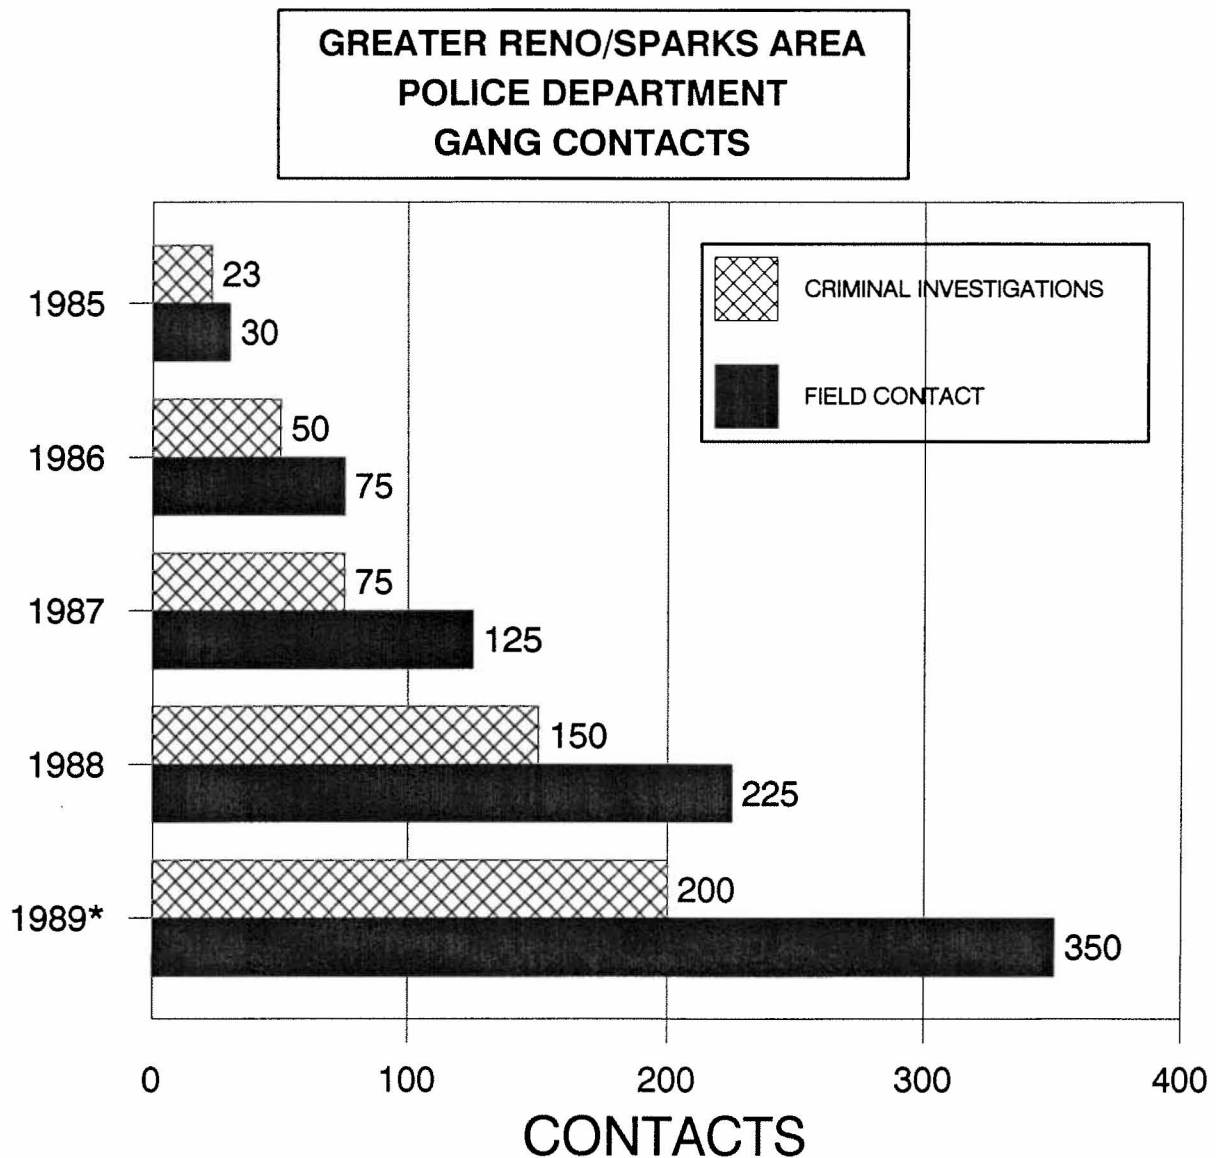 GREATER RENO/SPARKS AREA
POLICE DEPARTMENT
GANG CONTACTS
CRIMINAL INVESTIGATIONS
FIELD CONTACT
1985
23
30
1986
50
75
1987
75
125
1988
150
225
1989*
200
350
0 100 200 300 400
CONTACTS